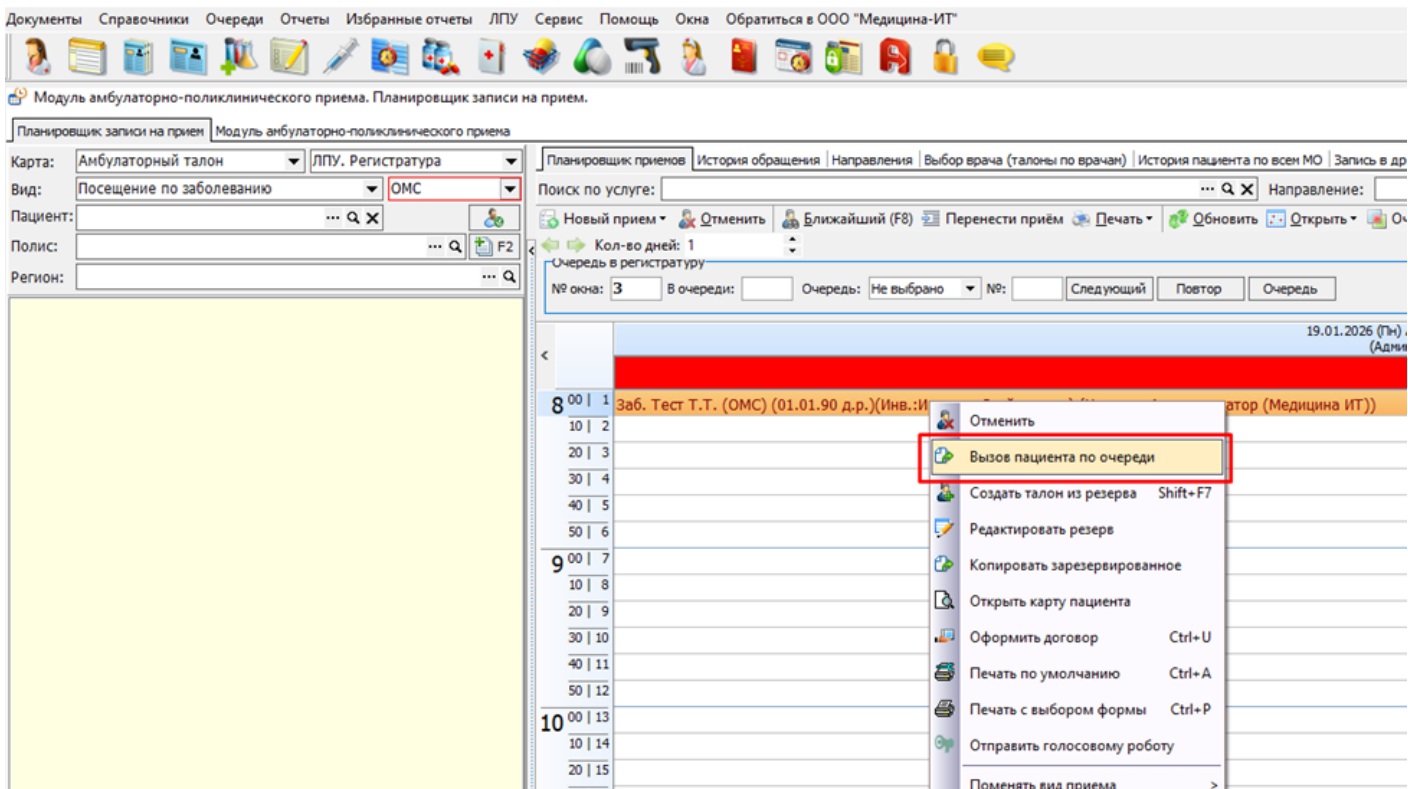 Документы Справочники Очереди Отчеты Избранные отчеты ЛПУ Сервис Помощь Окна Обратиться в ООО "Медицина-ИТ"
Модуль амбулаторно-поликлинического приема. Планировщик записи на прием.
Планировщик записи на прием Модуль амбулаторно-поликлинического приема
Карта: Амбулаторный талон ЛПУ. Регистратура
Вид: Посещение по заболеванию ОМС
Пациент:
Полис: F2
Регион:
Планировщик приемов История обращения Направления Выбор врача (талоны по врачам) История пациента по всем МО Запись в др
Поиск по услуге: Направление:
Новый прием Отменить Ближайший (F8) Перенести приём Печать Обновить Открыть Оч
Кол-во дней: 1
Очередь в регистратуру
№ окна: 3 В очереди: Очередь: Не выбрано №: Следующий Повтор Очередь
19.01.2026 (Пн)
<
8 00 | 1 Заб. Тест Т.Т. (ОМС) (01.01.90 д.р.)(Инв.:И атор (Медицина ИТ))
10 | 2
20 | 3
30 | 4
40 | 5
50 | 6
9 00 | 7
10 | 8
20 | 9
30 | 10
40 | 11
50 | 12
10 00 | 13
10 | 14
20 | 15
Отменить
Вызов пациента по очереди
Создать талон из резерва Shift+F7
Редактировать резерв
Копировать зарезервированное
Открыть карту пациента
Оформить договор Ctrl+U
Печать по умолчанию Ctrl+A
Печать с выбором формы Ctrl+P
Отправить голосовому роботу
Поменять вид приема >